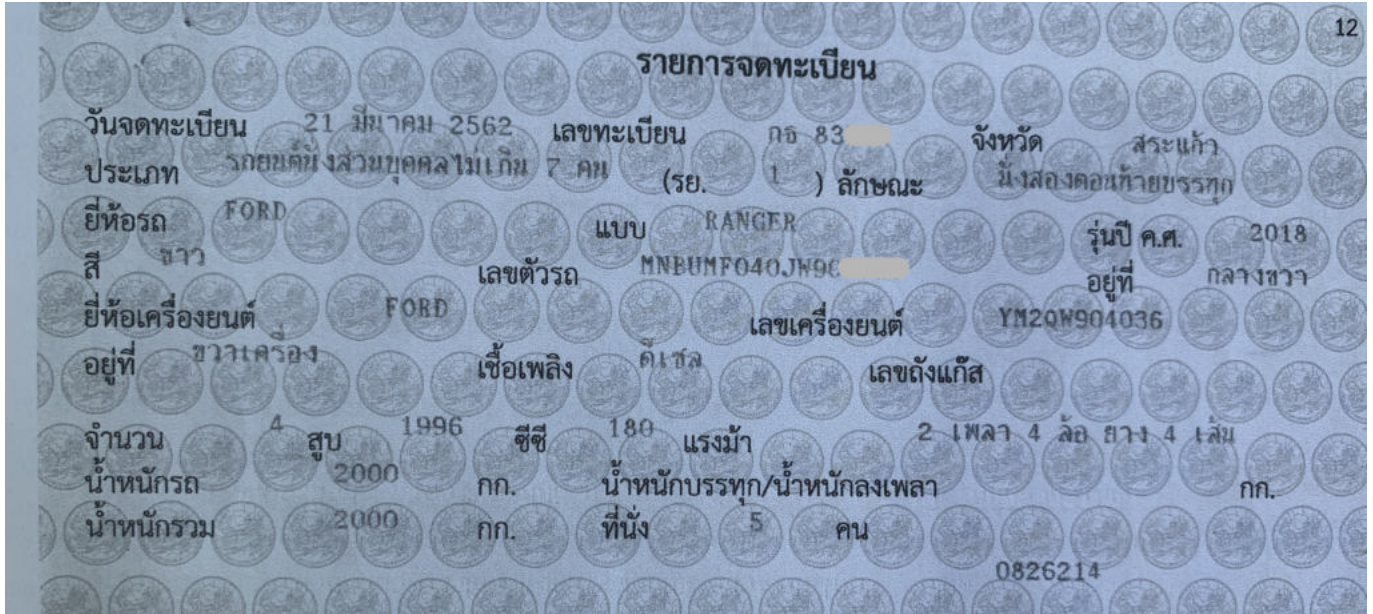 12
รายการจดทะเบียน
วันจดทะเบียน 21 มีนาคม 2562 เลขทะเบียน กธ 83 จังหวัด สระแก้ว
ประเภท รถยนต์นั่งส่วนบุคคลไม่เกิน 7 คน (รย. 1 ) ลักษณะ นั่งสองตอนท้ายบรรทุก
ยี่ห้อรถ FORD แบบ RANGER รุ่นปี ค.ศ. 2018
สี ขาว เลขตัวรถ MNBUMF040JW90 อยู่ที่ กลางขวา
ยี่ห้อเครื่องยนต์ FORD เลขเครื่องยนต์ YM2QW904036
อยู่ที่ ขวาเครื่อง เชื้อเพลิง ดีเซล เลขถังแก๊ส
จำนวน 4 สูบ 1996 ซีซี 180 แรงม้า 2 เพลา 4 ล้อ ยาง 4 เส้น
น้ำหนักรถ 2000 กก. น้ำหนักบรรทุก/น้ำหนักลงเพลา กก.
น้ำหนักรวม 2000 กก. ที่นั่ง 5 คน
0826214